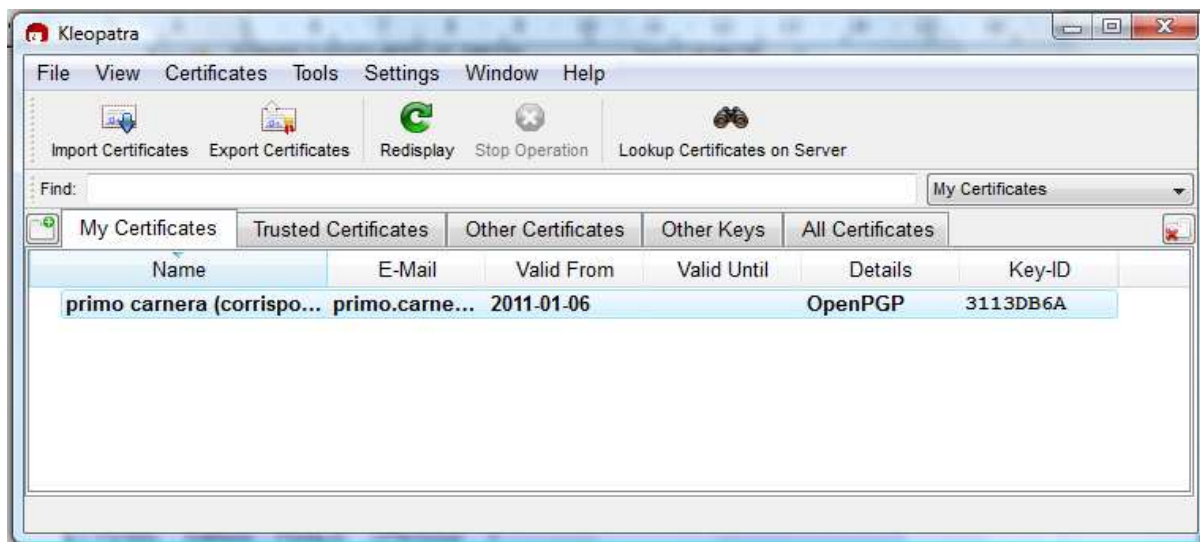 Kleopatra
File View Certificates Tools Settings Window Help
Import Certificates Export Certificates Redisplay Stop Operation Lookup Certificates on Server
Find: My Certificates
My Certificates Trusted Certificates Other Certificates Other Keys All Certificates
Name E-Mail Valid From Valid Until Details Key-ID
primo carnera (corrispo... primo.carne... 2011-01-06 OpenPGP 3113DB6A